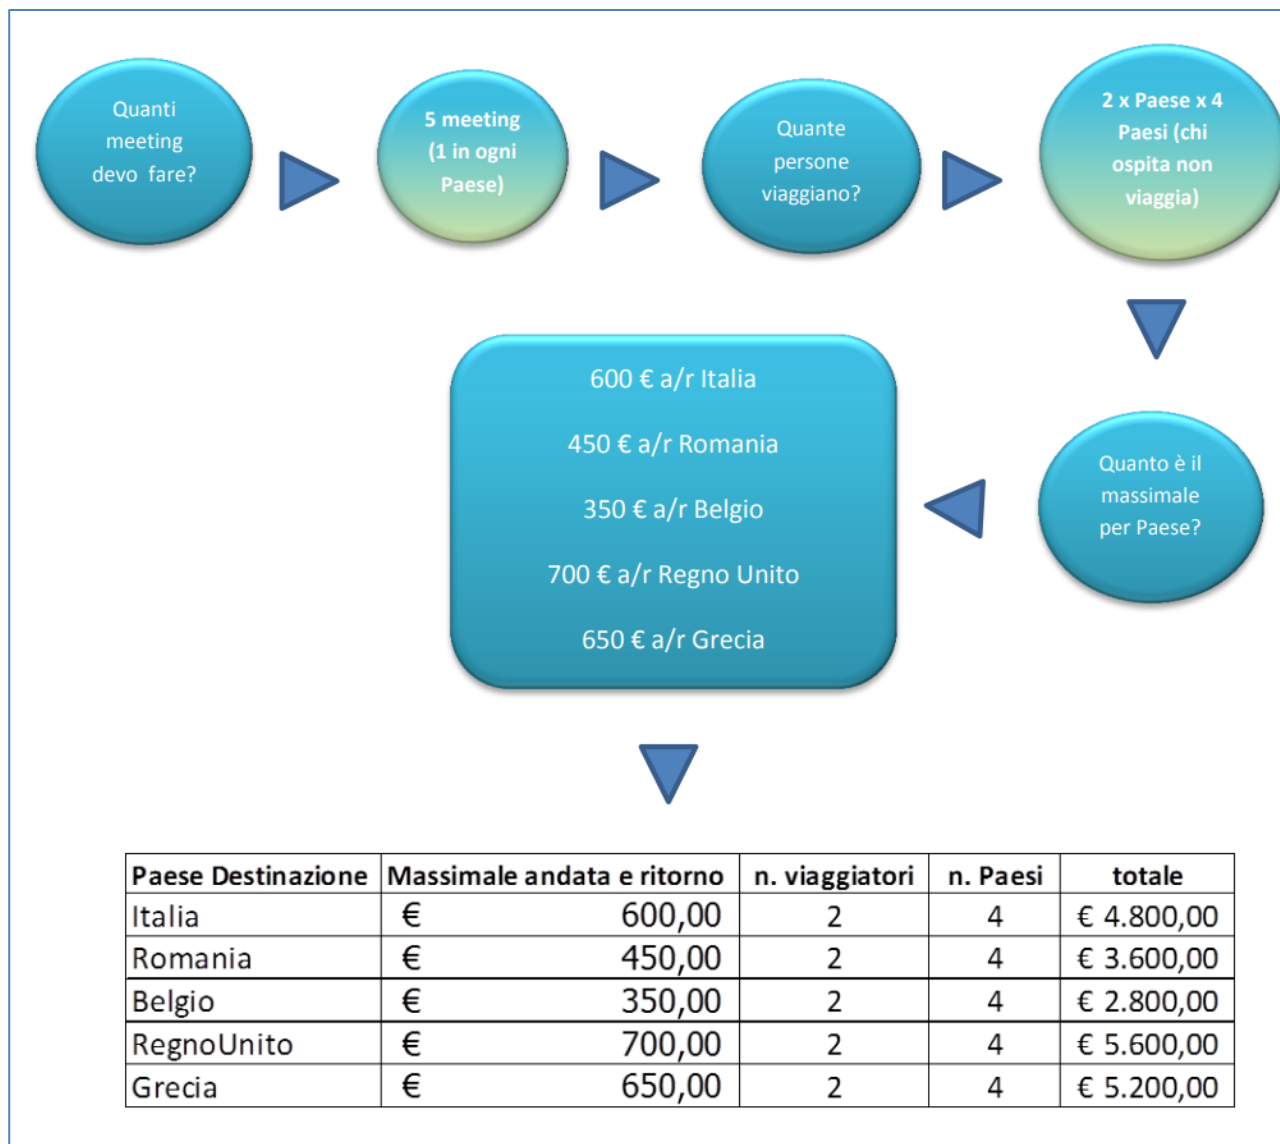 Quanti
meeting
devo fare?
5 meeting
(1 in ogni
Paese)
Quante
persone
viaggiano?
2 x Paese x 4
Paesi (chi
ospita non
viaggia)
Quanto è il
massimale
per Paese?
600 € a/r Italia
450 € a/r Romania
350 € a/r Belgio
700 € a/r Regno Unito
650 € a/r Grecia
Paese Destinazione Massimale andata e ritorno n. viaggiatori n. Paesi totale
Italia € 600,00 2 4 € 4.800,00
Romania € 450,00 2 4 € 3.600,00
Belgio € 350,00 2 4 € 2.800,00
RegnoUnito € 700,00 2 4 € 5.600,00
Grecia € 650,00 2 4 € 5.200,00